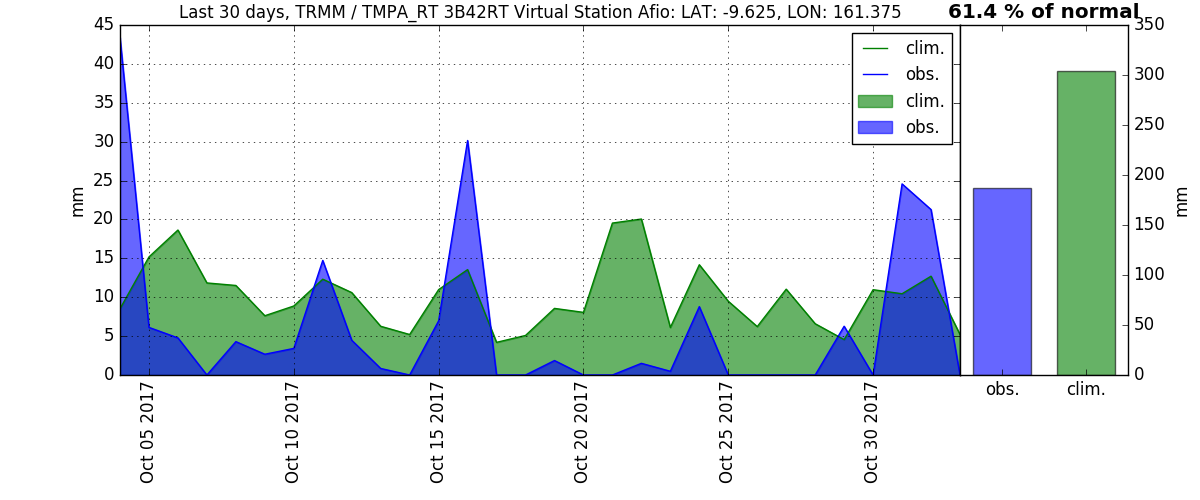 Last 30 days, TRMM / TMPA_RT 3B42RT Virtual Station Afio: LAT: -9.625, LON: 161.375
61.4 % of normal
45
40
35
30
25
20
15
10
5
0
mm
clim.
obs.
clim.
obs.
350
300
250
200
150
100
50
0
mm
Oct 05 2017
Oct 10 2017
Oct 15 2017
Oct 20 2017
Oct 25 2017
Oct 30 2017
obs.
clim.